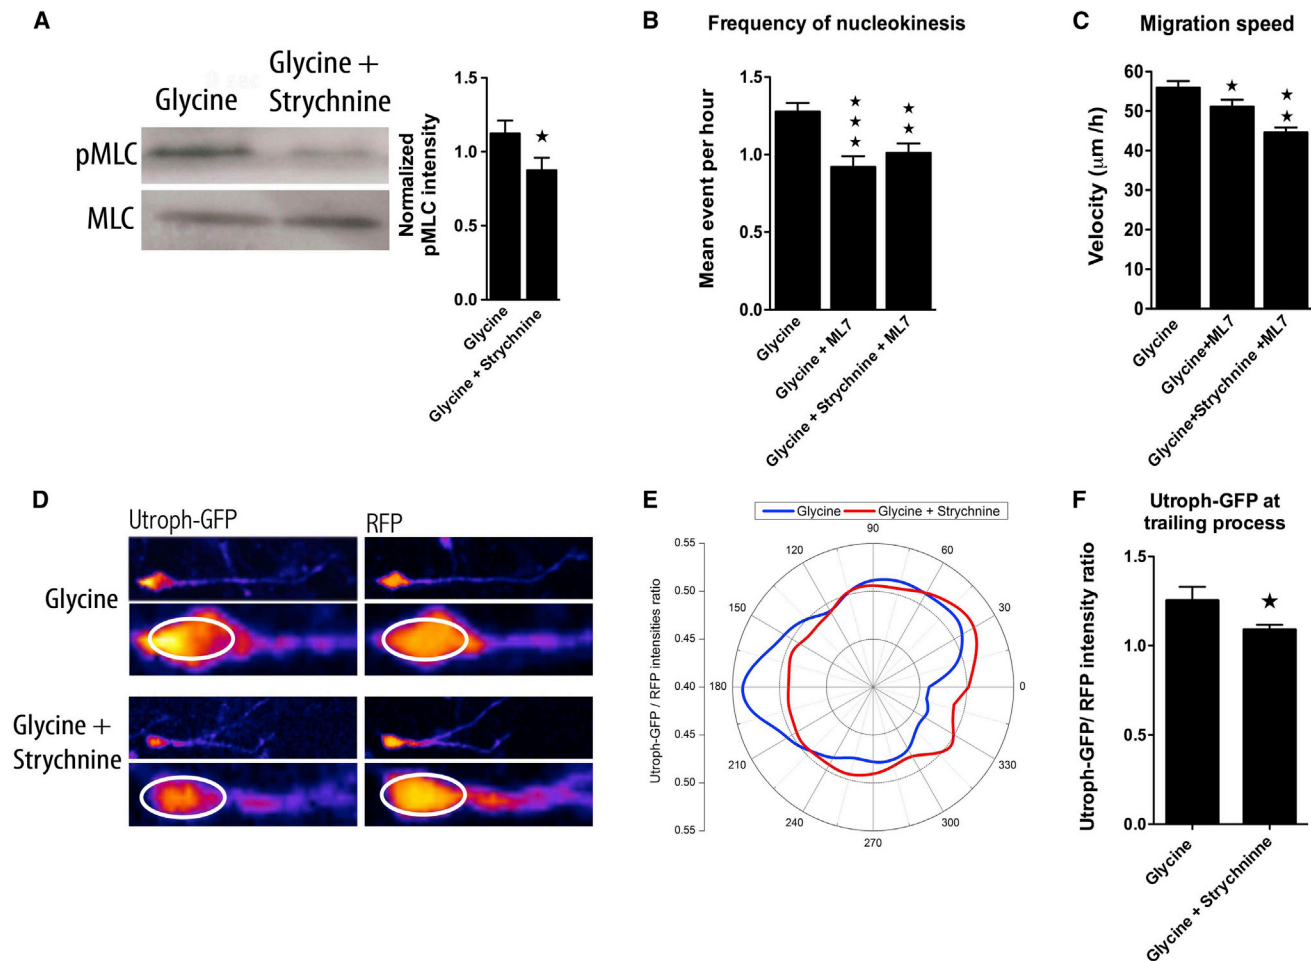 A
Glycine
Glycine +
Strychnine
pMLC
MLC
Normalized
pMLC intensity
1.5
1.0
0.5
0.0
Glycine
Glycine + Strychnine
B
Frequency of nucleokinesis
Mean event per hour
1.5
1.0
0.5
0.0
Glycine
Glycine + ML7
Glycine + Strychnine + ML7
C
Migration speed
Velocity (μm /h)
60
50
40
30
20
10
0
Glycine
Glycine+ML7
Glycine+Strychnine +ML7
D
Utroph-GFP
RFP
Glycine
Glycine +
Strychnine
E
Glycine
Glycine + Strychnine
Utroph-GFP / RFP intensities ratio
0.55
0.50
0.45
0.40
0.45
0.50
0.55
90
60
30
0
330
300
270
240
210
180
150
120
F
Utroph-GFP at
trailing process
Utroph-GFP/ RFP intensity ratio
1.5
1.0
0.5
0.0
Glycine
Glycine + Strychninne